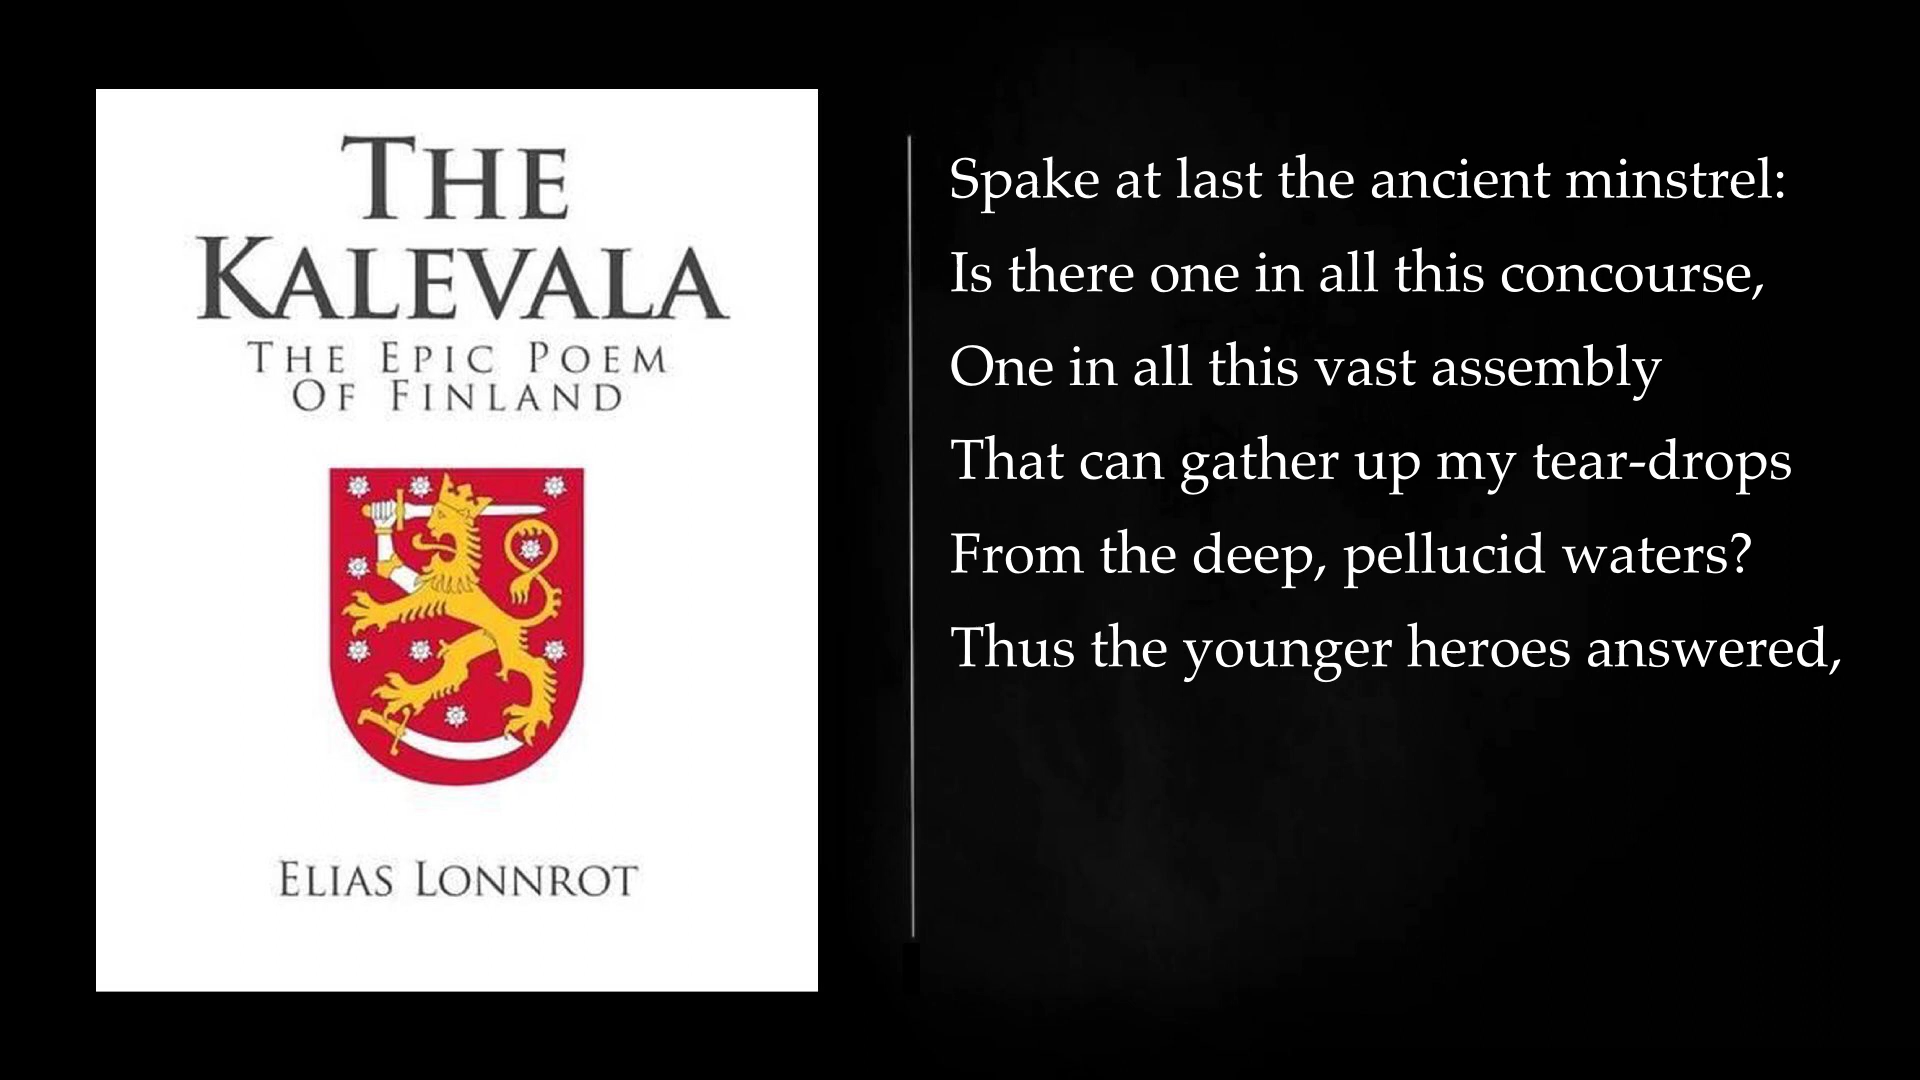 THE
KALEVALA
THE EPIC POEM
OF FINLAND
ELIAS LONNROT
Spake at last the ancient minstrel:
Is there one in all this concourse,
One in all this vast assembly
That can gather up my tear-drops
From the deep, pellucid waters?
Thus the younger heroes answered,